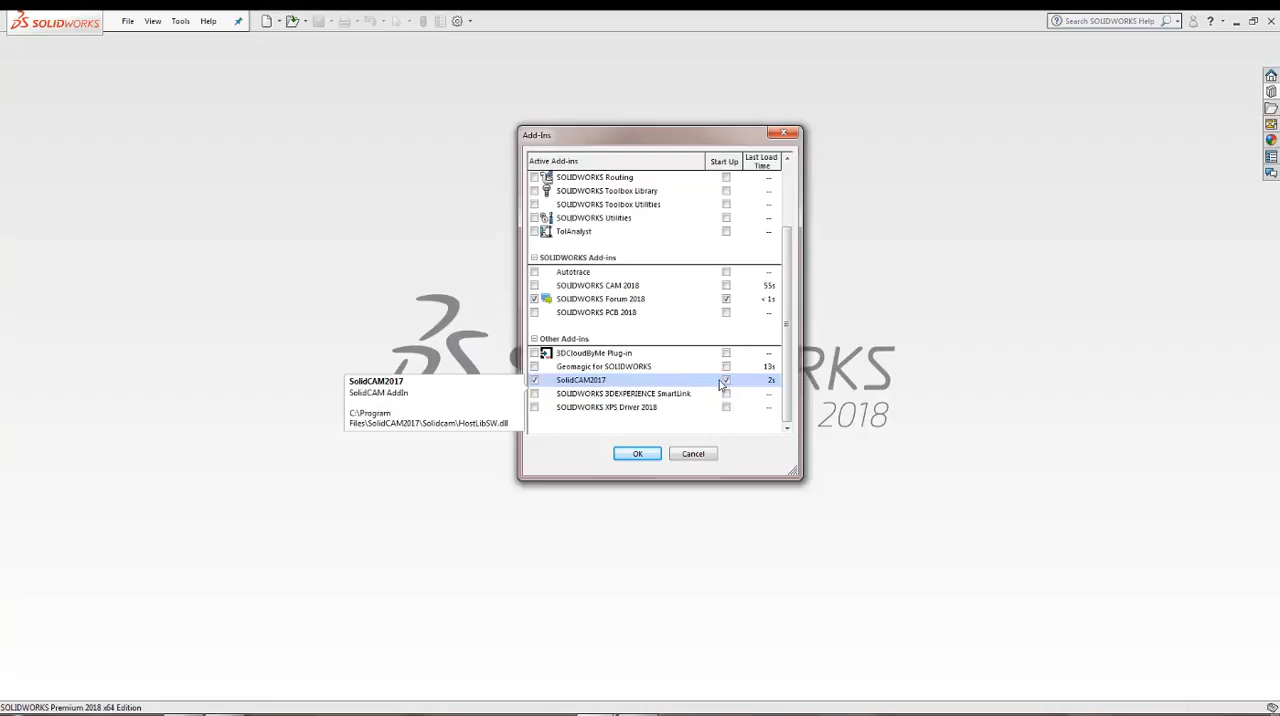 SOLIDWORKS File View Tools Help Search SOLIDWORKS Help
Add-Ins
Active Add-ins Start Up Last Load Time
SOLIDWORKS Routing --
SOLIDWORKS Toolbox Library --
SOLIDWORKS Toolbox Utilities --
SOLIDWORKS Utilities --
TolAnalyst --
SOLIDWORKS Add-ins
Autotrace --
SOLIDWORKS CAM 2018 55s
SOLIDWORKS Forum 2018 < 1s
SOLIDWORKS PCB 2018 --
Other Add-ins
3DCloudByMe Plug-in --
Geomagic for SOLIDWORKS 13s
SolidCAM2017 2s
SOLIDWORKS 3DEXPERIENCE SmartLink --
SOLIDWORKS XPS Driver 2018 --
OK Cancel
SolidCAM2017
SolidCAM AddIn
C:\Program
Files\SolidCAM2017\Solidcam\HostLibSW.dll
ORKS
2018
SOLIDWORKS Premium 2018 x64 Edition